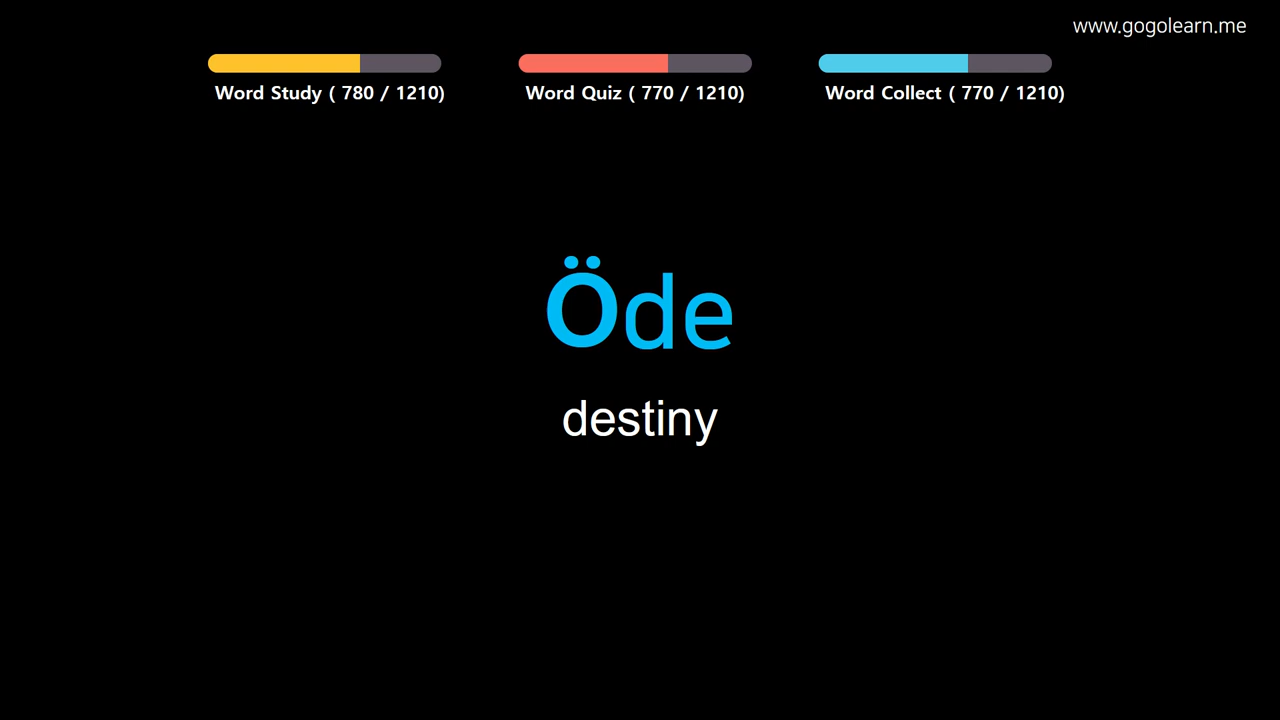 www.gogolearn.me
Word Study ( 780 / 1210)
Word Quiz ( 770 / 1210)
Word Collect ( 770 / 1210)
Öde
destiny